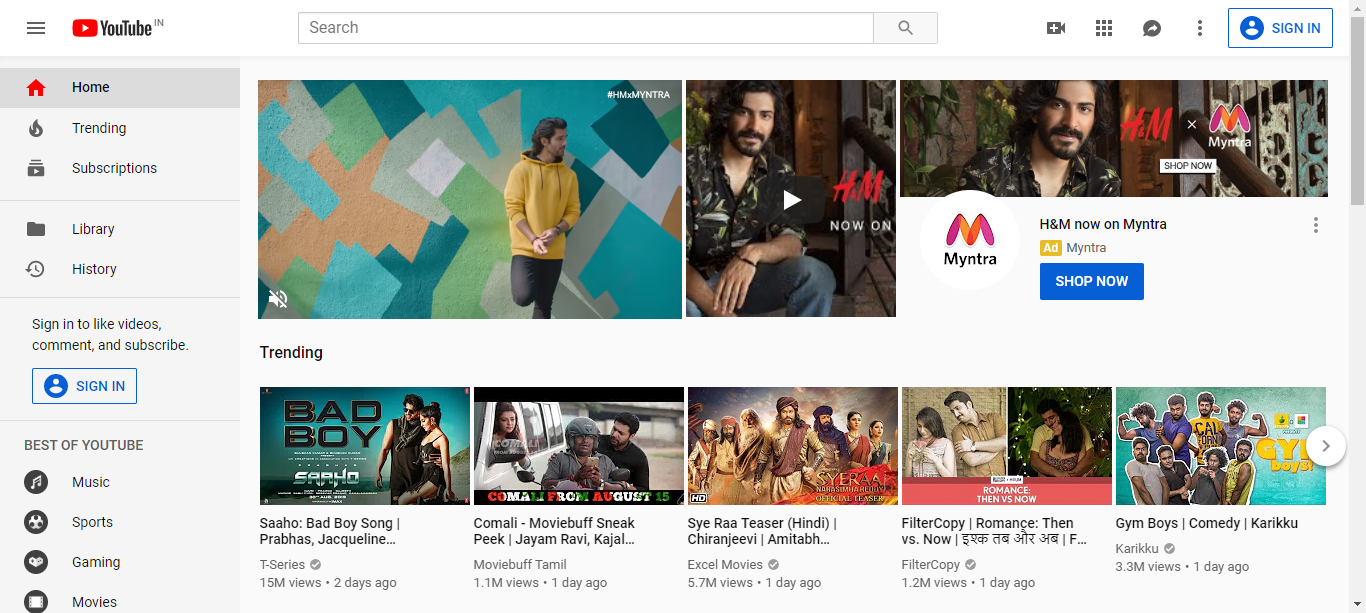 YouTube IN
Search
SIGN IN
Home
Trending
Subscriptions
Library
History
Sign in to like videos,
comment, and subscribe.
SIGN IN
BEST OF YOUTUBE
Music
Sports
Gaming
Movies
#HMxMYNTRA
H&M
NOW ON
H&M × Myntra
SHOP NOW
Myntra
H&M now on Myntra
Ad Myntra
SHOP NOW
Trending
BAD
BOY
PRABHAS
SAAHO
Saaho: Bad Boy Song |
Prabhas, Jacqueline...
T-Series
15M views • 2 days ago
COMALI
COMALI FROM AUGUST 15
Comali - Moviebuff Sneak
Peek | Jayam Ravi, Kajal...
Moviebuff Tamil
1.1M views • 1 day ago
HD
SYERAA
NARASIMHA REDDY
OFFICIAL TEASER
Sye Raa Teaser (Hindi) |
Chiranjeevi | Amitabh...
Excel Movies
5.7M views • 1 day ago
ROMANCE:
THEN VS NOW
FilterCopy | Romance: Then
vs. Now | इश्क तब और अब | F...
FilterCopy
1.2M views • 1 day ago
GYM
boys!
Gym Boys | Comedy | Karikku
Karikku
3.3M views • 1 day ago